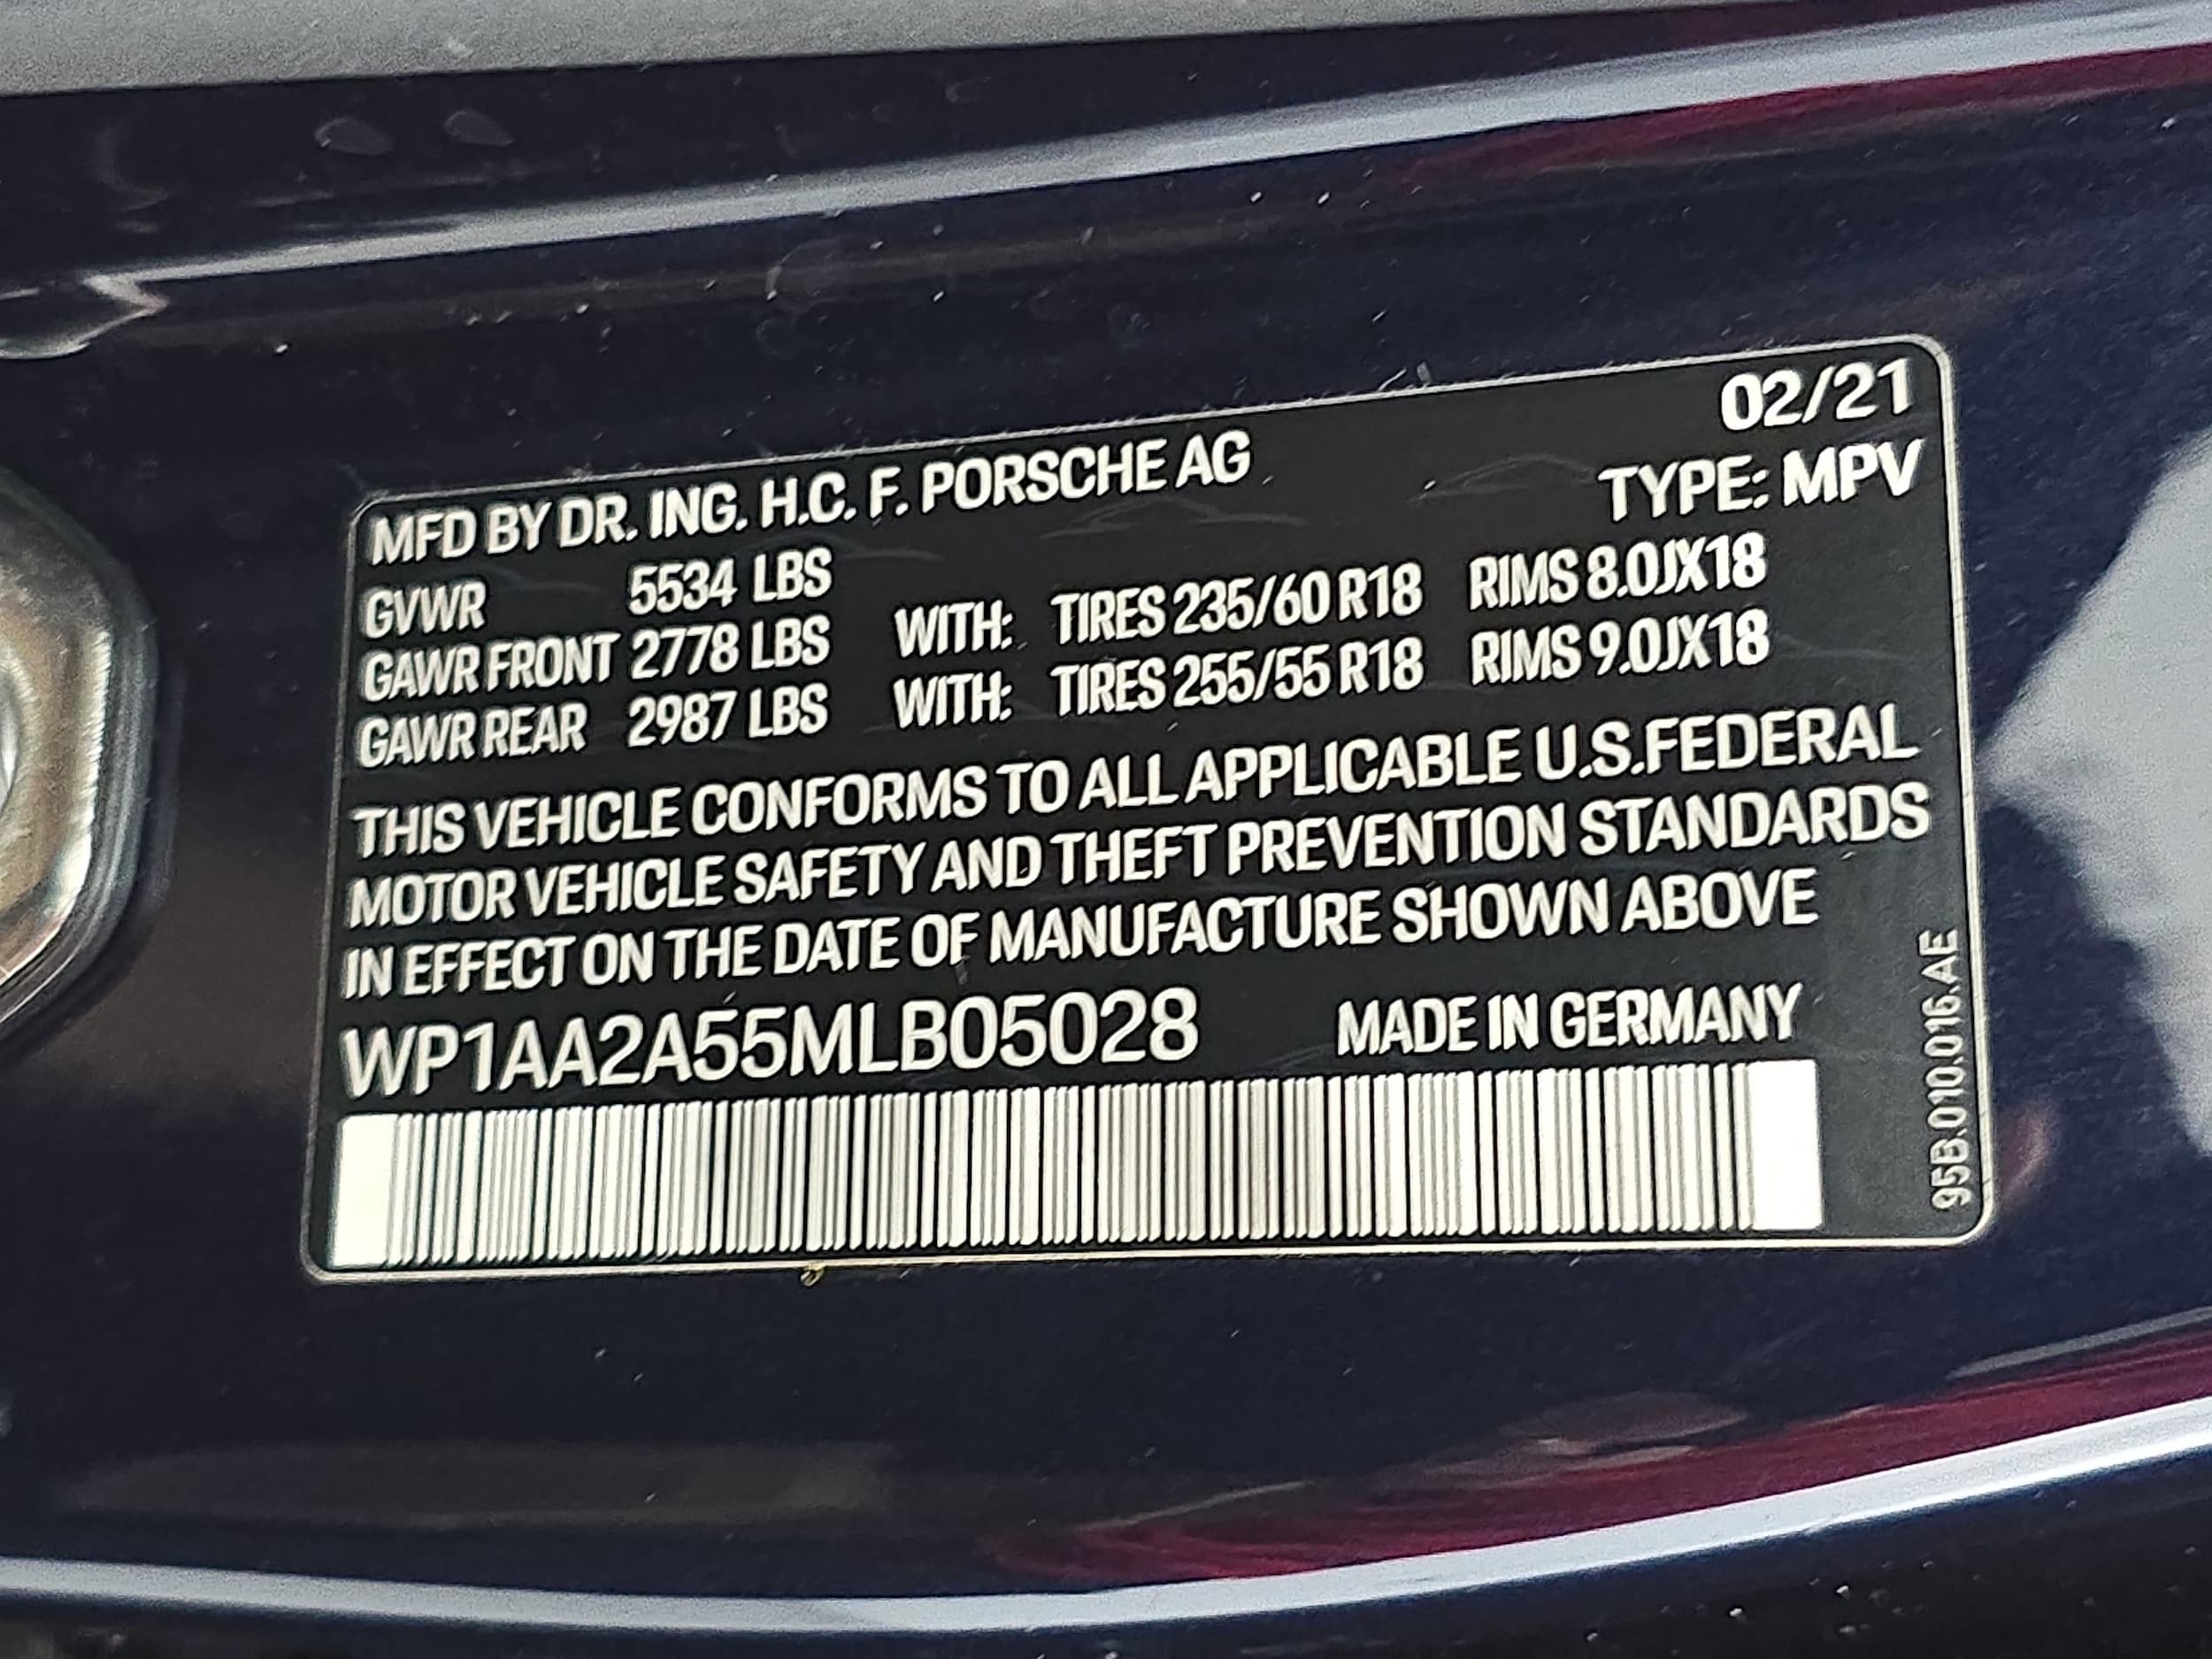 02/21
MFD BY DR. ING. H.C. F. PORSCHE AG
TYPE: MPV
GVWR 5534 LBS
GAWR FRONT 2778 LBS WITH: TIRES 235/60 R18 RIMS 8.0JX18
GAWR REAR 2987 LBS WITH: TIRES 255/55 R18 RIMS 9.0JX18
THIS VEHICLE CONFORMS TO ALL APPLICABLE U.S.FEDERAL
MOTOR VEHICLE SAFETY AND THEFT PREVENTION STANDARDS
IN EFFECT ON THE DATE OF MANUFACTURE SHOWN ABOVE
WP1AA2A55MLB05028 MADE IN GERMANY
95B.010.016.AE